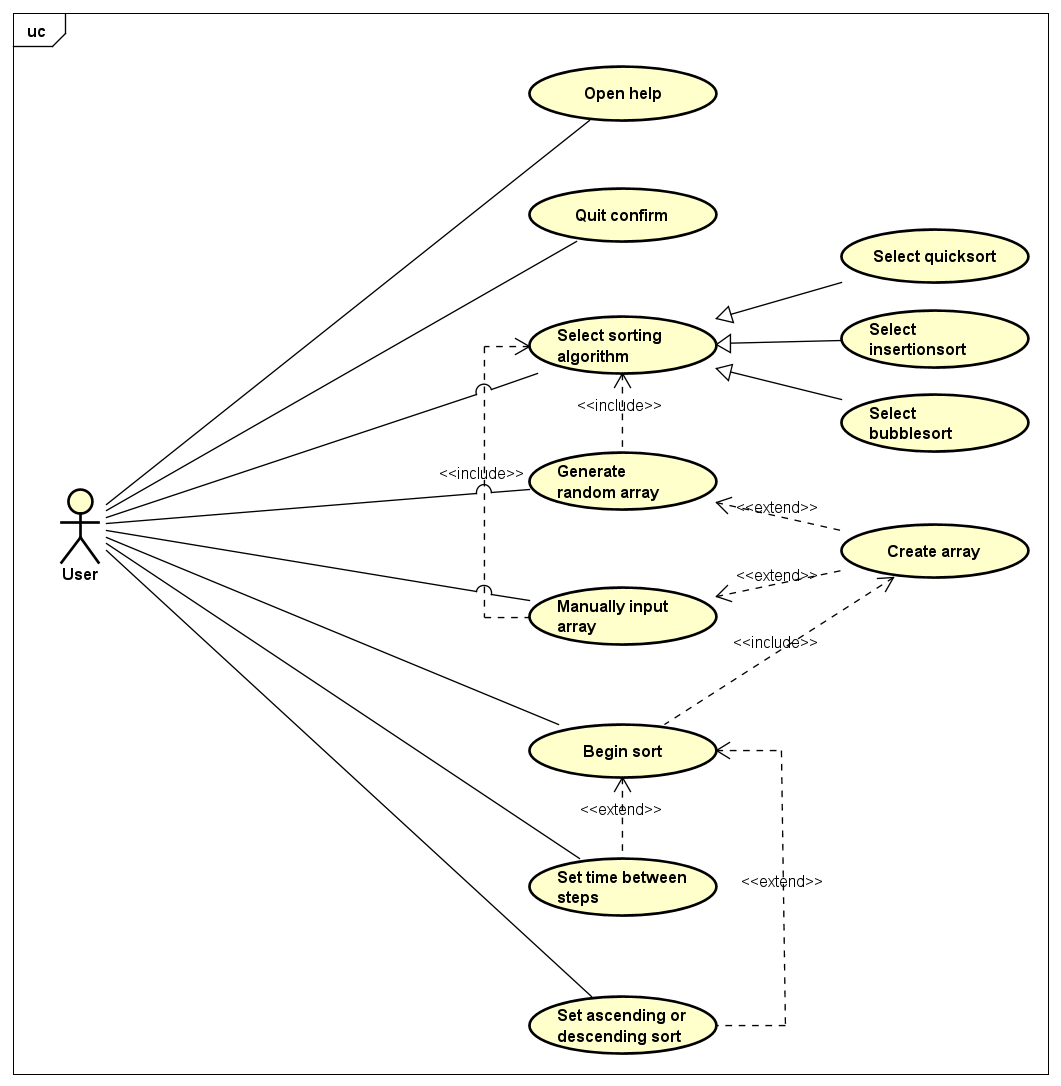 uc
Open help
Quit confirm
Select quicksort
Select sorting
algorithm
Select
insertionsort
<<include>>
Select
bubblesort
<<include>>
Generate
random array
<<extend>>
User
Create array
<<extend>>
Manually input
array
<<include>>
Begin sort
<<extend>>
Set time between
steps
<<extend>>
Set ascending or
descending sort